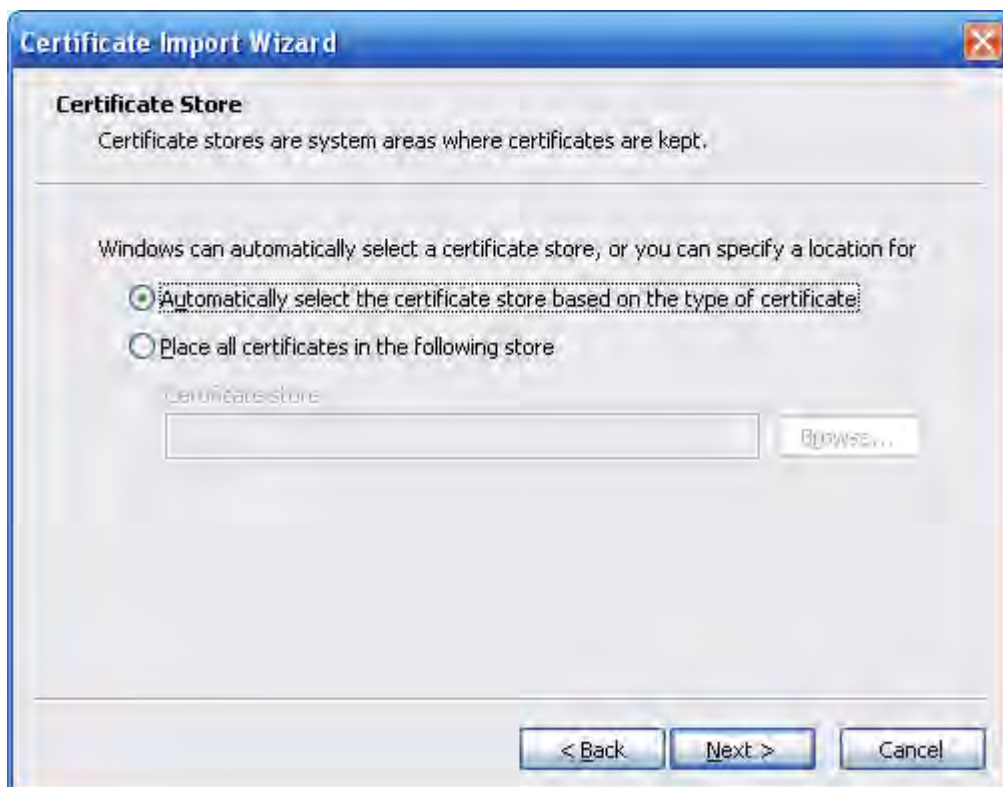 Certificate Import Wizard
Certificate Store
Certificate stores are system areas where certificates are kept.
Windows can automatically select a certificate store, or you can specify a location for
Automatically select the certificate store based on the type of certificate
Place all certificates in the following store
Certificate store
Browse...
< Back Next > Cancel